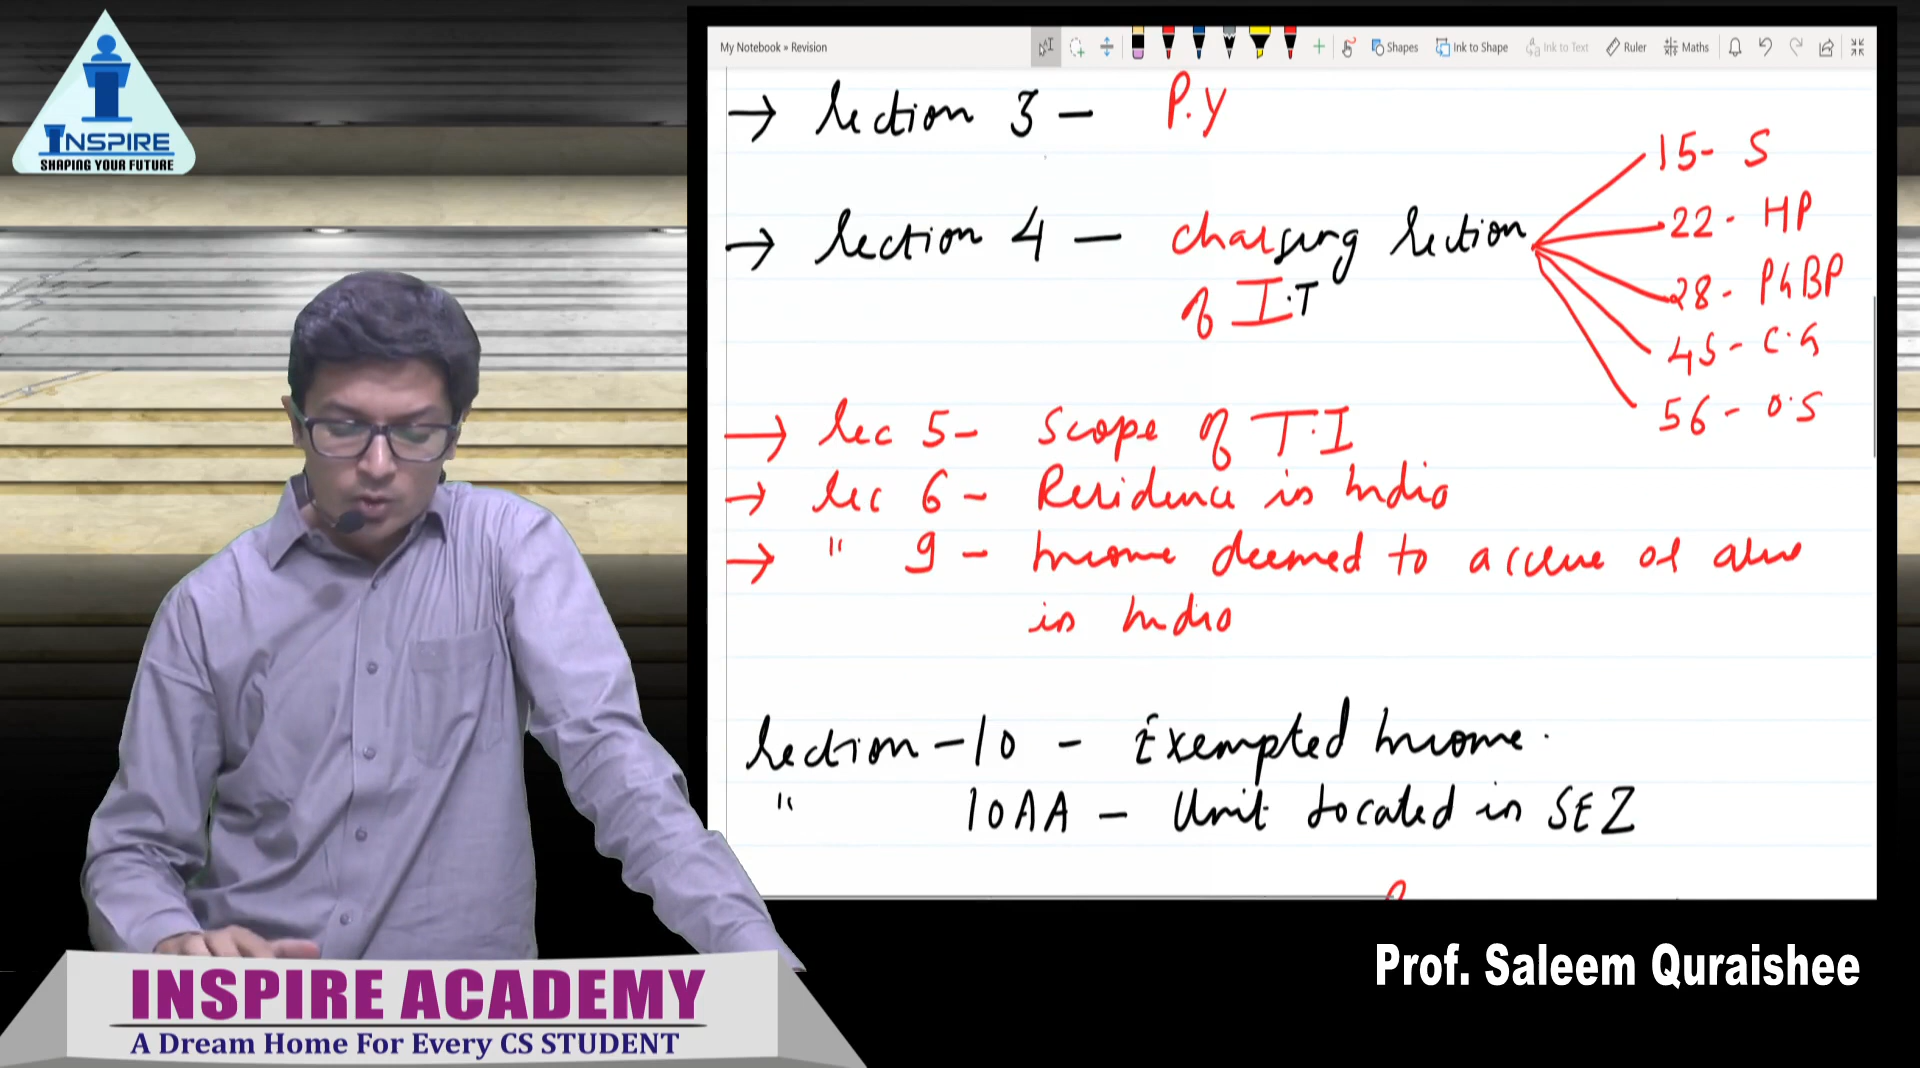 INSPIRE
SHAPING YOUR FUTURE
My Notebook » Revision
Shapes
Ink to Shape
Ink to Text
Ruler
Maths
→ Section 3 - P.Y
→ Section 4 - charging Section
of I.T
15- S
22- HP
28- PGBP
45- C.G
56- O.S
→ Sec 5- Scope of T.I
→ Sec 6- Residence in India
→ " 9- Income deemed to accrue or arise
in India
Section -10 - Exempted Income.
" 10AA - Unit Located in SEZ
Prof. Saleem Quraishee
INSPIRE ACADEMY
A Dream Home For Every CS STUDENT